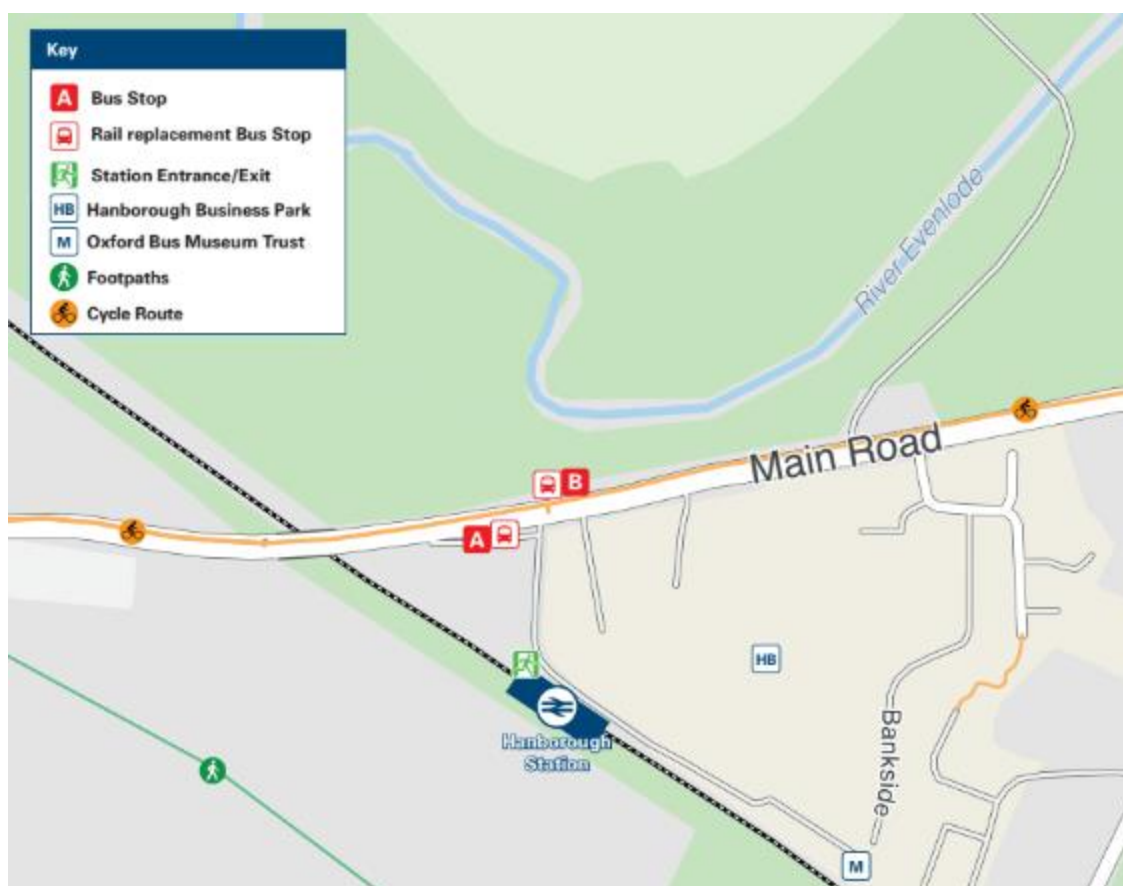 Key
A Bus Stop
Rail replacement Bus Stop
Station Entrance/Exit
HB Hanborough Business Park
M Oxford Bus Museum Trust
Footpaths
Cycle Route
River Evenlode
Main Road
B
A
HB
Hanborough
Station
Bankside
M